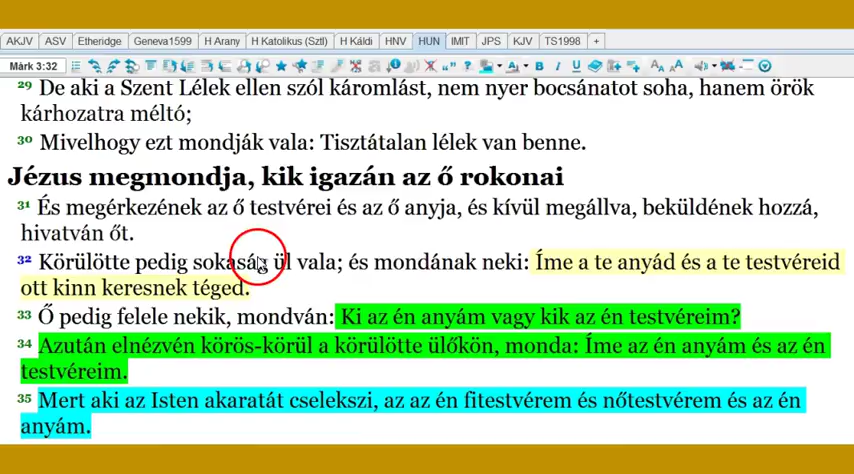 AKJV ASV Etheridge Geneva1599 H Arany H Katolikus (Sztl) H Káldi HNV HUN IMIT JPS KJV TS1998 +
Márk 3:32
29 De aki a Szent Lélek ellen szól káromlást, nem nyer bocsánatot soha, hanem örök
kárhozatra méltó;
30 Mivelhogy ezt mondják vala: Tisztátalan lélek van benne.
Jézus megmondja, kik igazán az ő rokonai
31 És megérkezének az ő testvérei és az ő anyja, és kívül megállva, beküldének hozzá,
hivatván őt.
32 Körülötte pedig sokaság ül vala; és mondának neki: Íme a te anyád és a te testvéreid
ott kinn keresnek téged.
33 Ő pedig felele nekik, mondván: Ki az én anyám vagy kik az én testvéreim?
34 Azután elnézvén körös-körül a körülötte ülőkön, monda: Íme az én anyám és az én
testvéreim.
35 Mert aki az Isten akaratát cselekszi, az az én fitestvérem és nőtestvérem és az én
anyám.